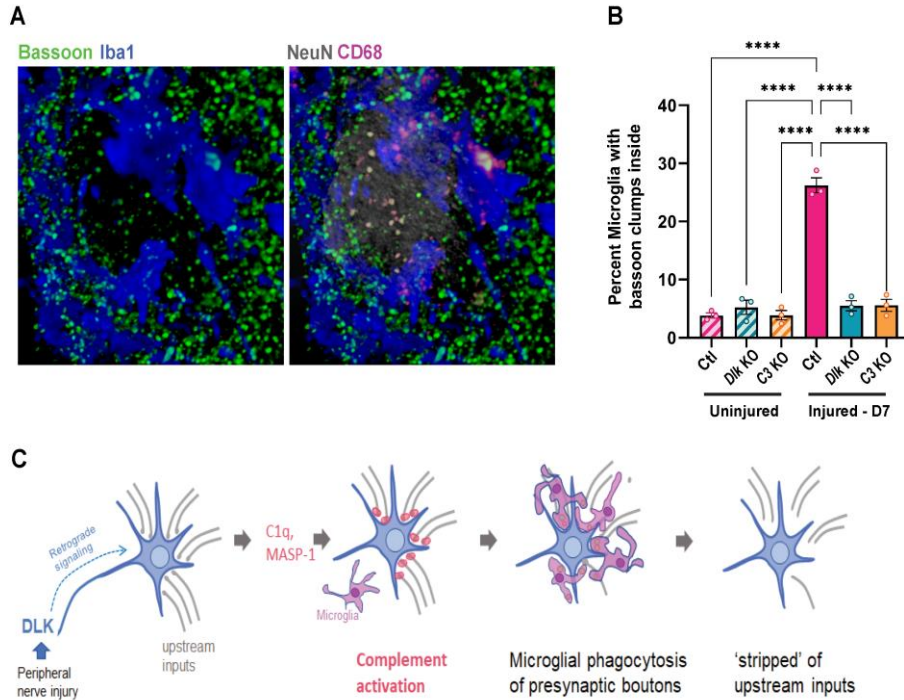 A
Bassoon Iba1
NeuN CD68
B
****
****
****
****
****
Percent Microglia with
bassoon clumps inside
40
30
20
10
0
Ctl
Dlk KO
C3 KO
Ctl
Dlk KO
C3 KO
Uninjured
Injured - D7
C
Retrograde
signaling
DLK
Peripheral
nerve injury
upstream
inputs
C1q,
MASP-1
Microglia
Complement
activation
Microglial phagocytosis
of presynaptic boutons
‘stripped’ of
upstream inputs